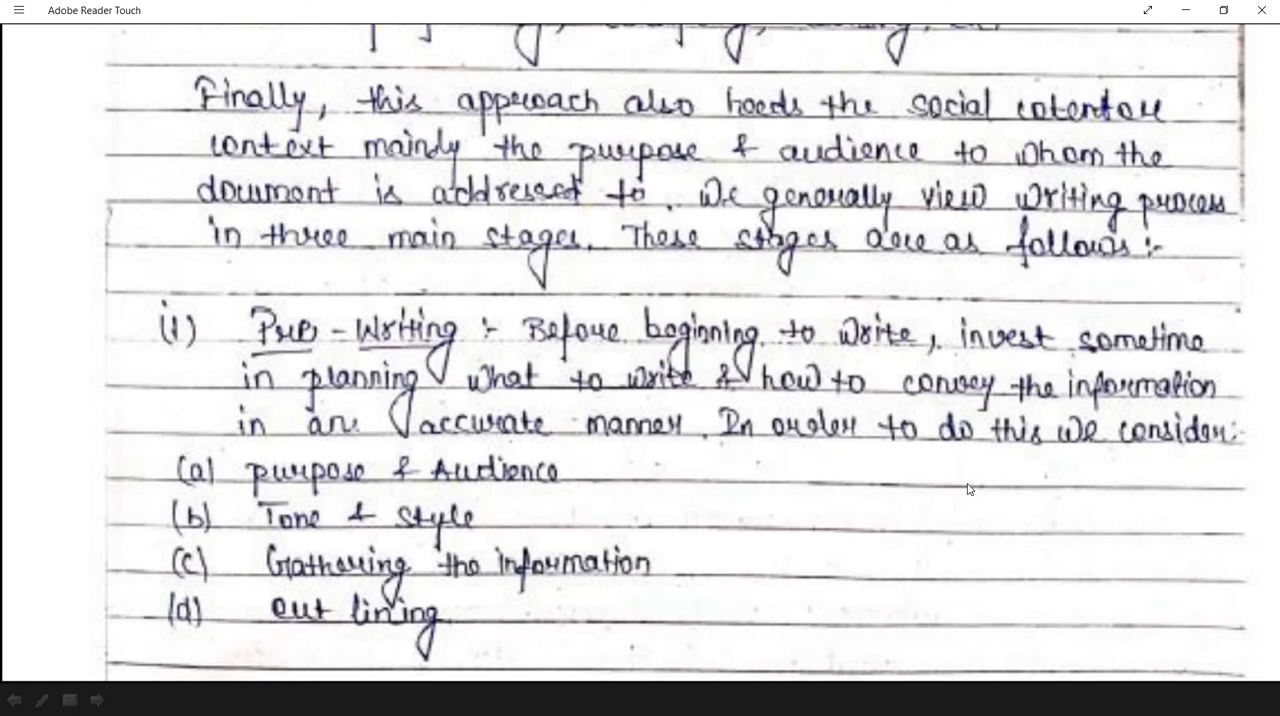 Adobe Reader Touch
Finally, this approach also heeds the social
context mainly the purpose & audience to whom the
document is addressed to. We generally view writing process
in three main stages. These stages are as follows :-
(1) Pre - Writing :- Before beginning to write, invest sometime
in planning what to write & how to convey the information
in an accurate manner. In order to do this we consider:-
(a) purpose & Audience
(b) Tone & style
(c) Gathering the information
(d) out lining